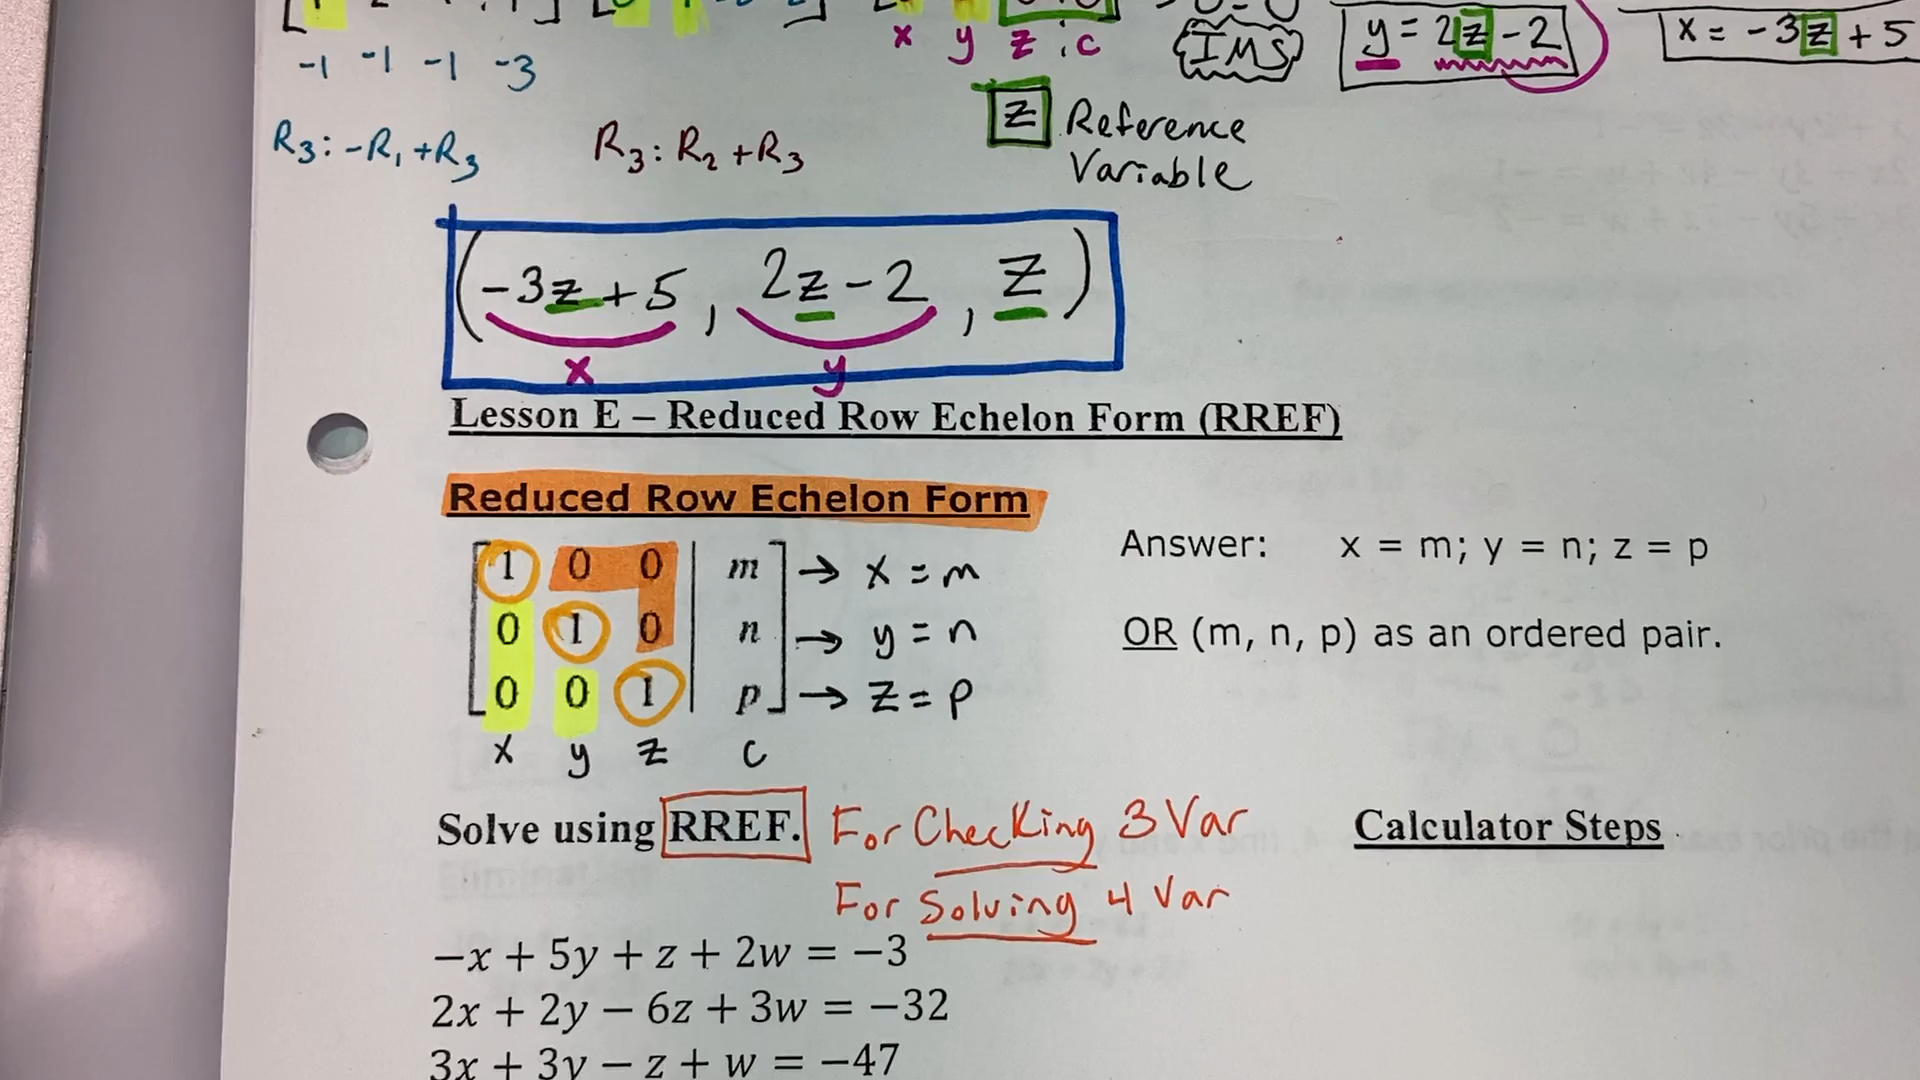 x y z : c
IMS
y = 2z - 2
x = -3z + 5
-1 -1 -1 -3
R3: -R1 + R3
R3: R2 + R3
z Reference
Variable
(-3z + 5, 2z - 2, z)
x y
Lesson E – Reduced Row Echelon Form (RREF)
Reduced Row Echelon Form
1 0 0 m → x = m
0 1 0 n → y = n
0 0 1 p → z = p
x y z c
Answer: x = m; y = n; z = p
OR (m, n, p) as an ordered pair.
Solve using RREF. For Checking 3 Var
For Solving 4 Var
Calculator Steps
−x + 5y + z + 2w = −3
2x + 2y − 6z + 3w = −32
3x + 3y − z + w = −47